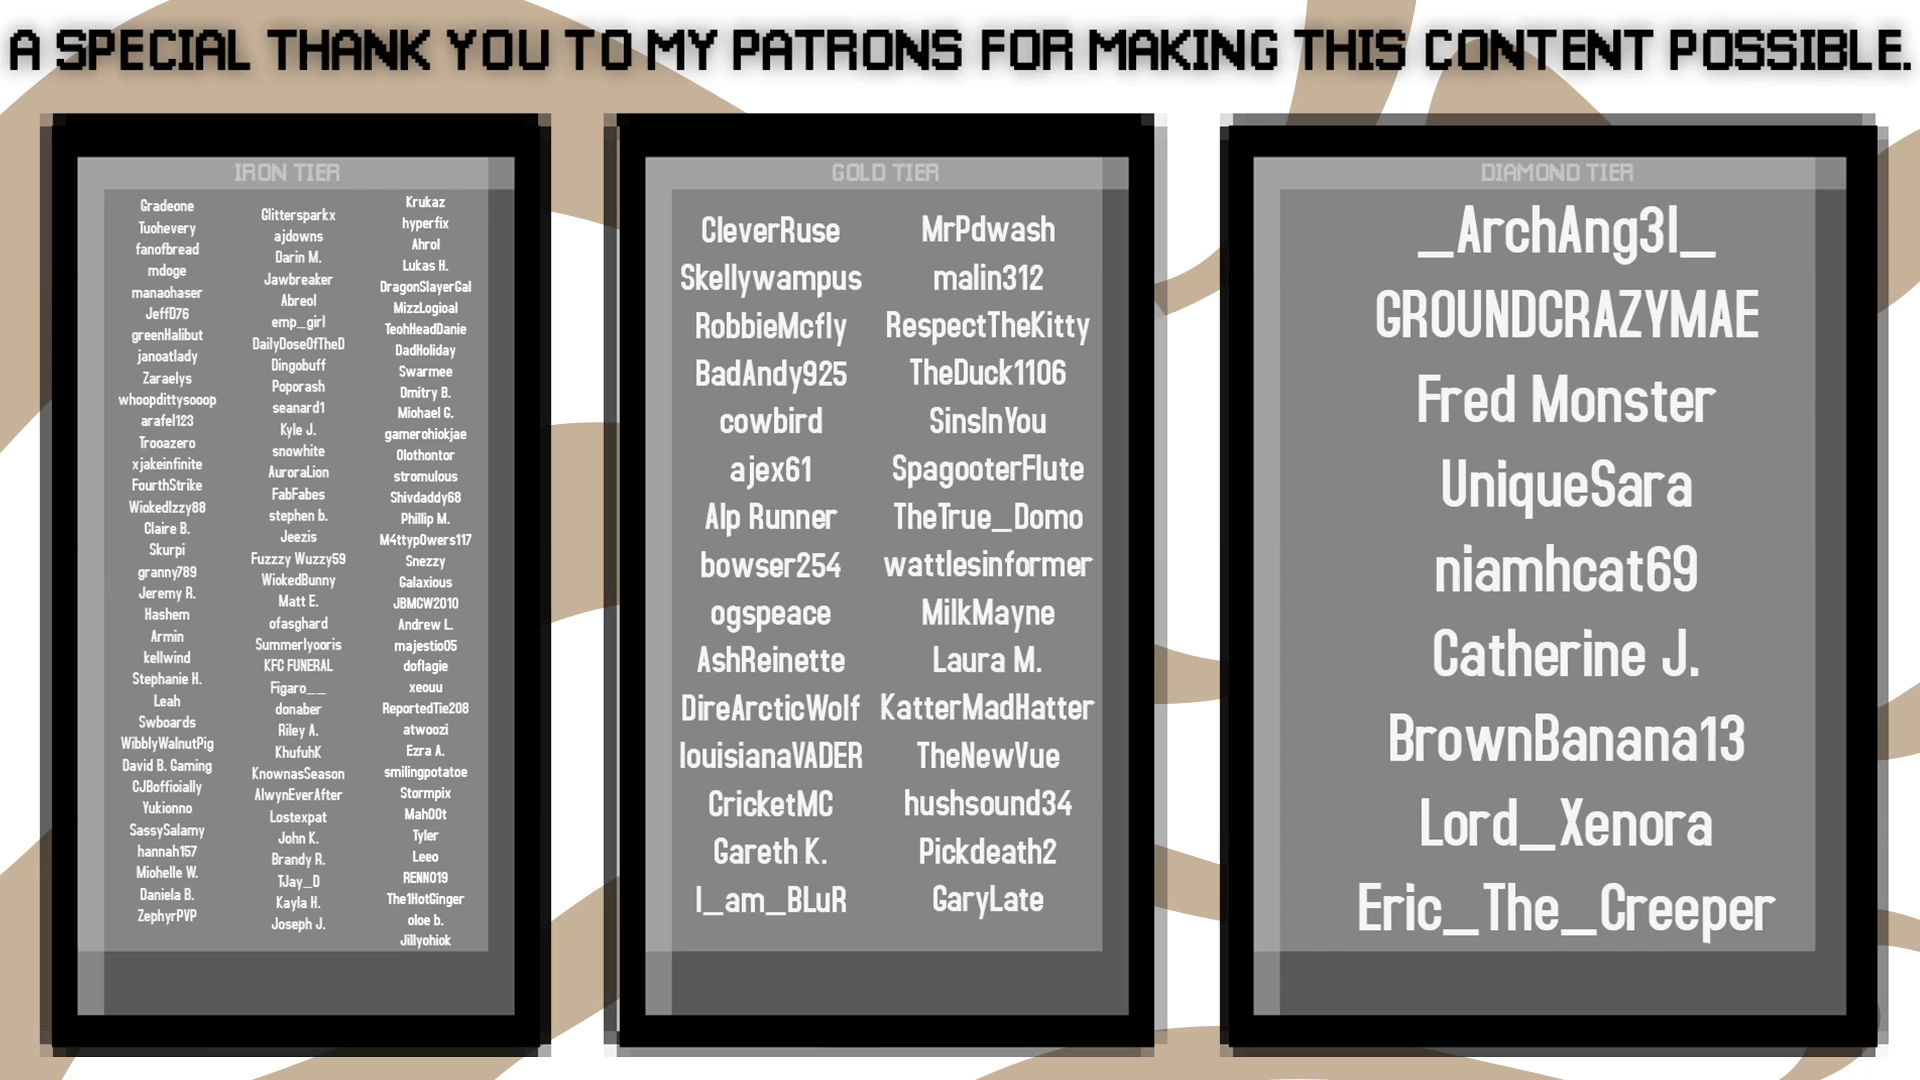 A SPECIAL THANK YOU TO MY PATRONS FOR MAKING THIS CONTENT POSSIBLE.
IRON TIER
Gradeone
Tuohevery
fanofbread
mdoge
manaohaser
JeffD76
greenHalibut
janoatlady
Zaraelys
whoopdittysooop
arafel123
Trooazero
xjakeinfinite
FourthStrike
WiokedIzzy88
Claire B.
Skurpi
granny789
Jeremy R.
Hashem
Armin
kellwind
Stephanie H.
Leah
Swboards
WibblyWalnutPig
David B. Gaming
CJBoffioially
Yukionno
SassySalamy
hannah157
Miohelle W.
Daniela B.
ZephyrPVP
Glittersparkx
ajdowns
Darin M.
Jawbreaker
Abreol
emp_girl
DailyDoseOfTheD
Dingobuff
Poporash
seanard1
Kyle J.
snowhite
AuroraLion
FabFabes
stephen b.
Jeezis
Fuzzzy Wuzzy59
WiokedBunny
Matt E.
ofasghard
Summerlyooris
KFC FUNERAL
Figaro__
donaber
Riley A.
KhufuhK
KnownasSeason
AlwynEverAfter
Lostexpat
John K.
Brandy R.
TJay_D
Kayla H.
Joseph J.
Krukaz
hyperfix
Ahrol
Lukas H.
DragonSlayerGal
MizzLogioal
TeohHeadDanie
DadHoliday
Swarmee
Dmitry B.
Miohael G.
gamerohiokjae
Olothontor
stromulous
Shivdaddy68
Phillip M.
M4ttyp0wers117
Snezzy
Galaxious
JBMCW2010
Andrew L.
majestio05
doflagie
xeouu
ReportedTie208
atwoozi
Ezra A.
smilingpotatoe
Stormpix
Mah00t
Tyler
Leeo
RENN019
The1HotGinger
oloe b.
Jillyohiok
GOLD TIER
CleverRuse
Skellywampus
RobbieMcfly
BadAndy925
cowbird
ajex61
Alp Runner
bowser254
ogspeace
AshReinette
DireArcticWolf
louisianaVADER
CricketMC
Gareth K.
I_am_BLuR
MrPdwash
malin312
RespectTheKitty
TheDuck1106
SinsInYou
SpagooterFlute
TheTrue_Domo
wattlesinformer
MilkMayne
Laura M.
KatterMadHatter
TheNewVue
hushsound34
Pickdeath2
GaryLate
DIAMOND TIER
_ArchAng3l_
GROUNDCRAZYMAE
Fred Monster
UniqueSara
niamhcat69
Catherine J.
BrownBanana13
Lord_Xenora
Eric_The_Creeper